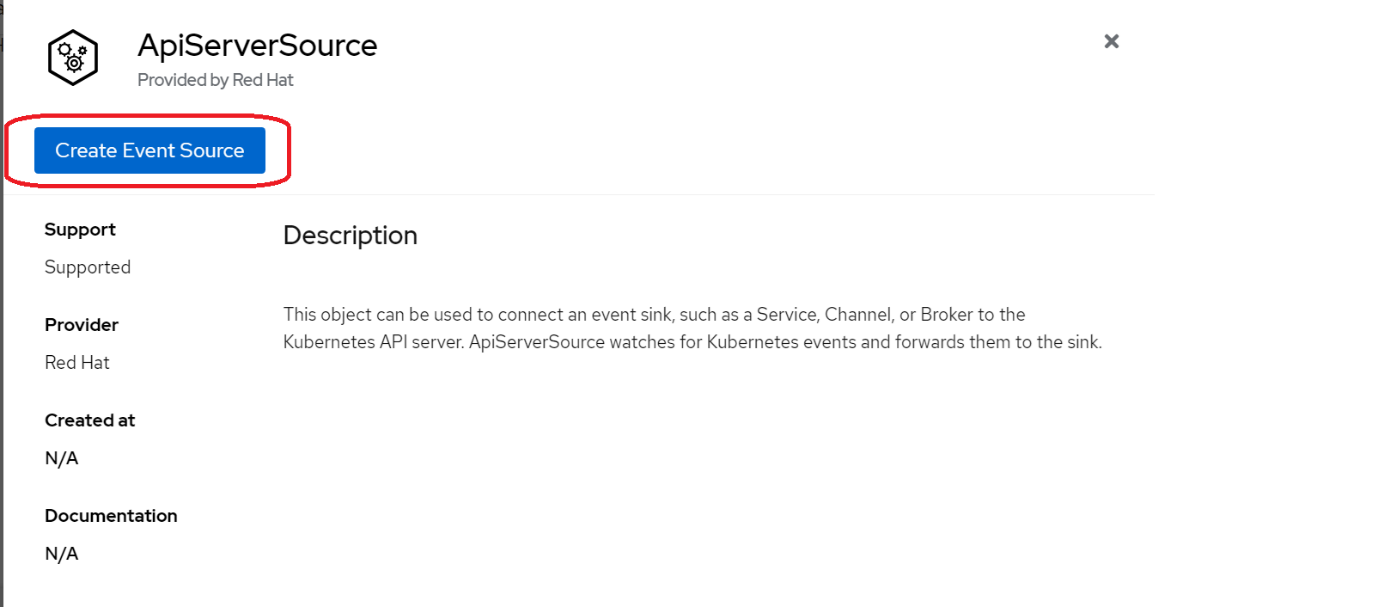 ApiServerSource
Provided by Red Hat
Create Event Source
Support
Supported
Provider
Red Hat
Created at
N/A
Documentation
N/A
Description
This object can be used to connect an event sink, such as a Service, Channel, or Broker to the
Kubernetes API server. ApiServerSource watches for Kubernetes events and forwards them to the sink.